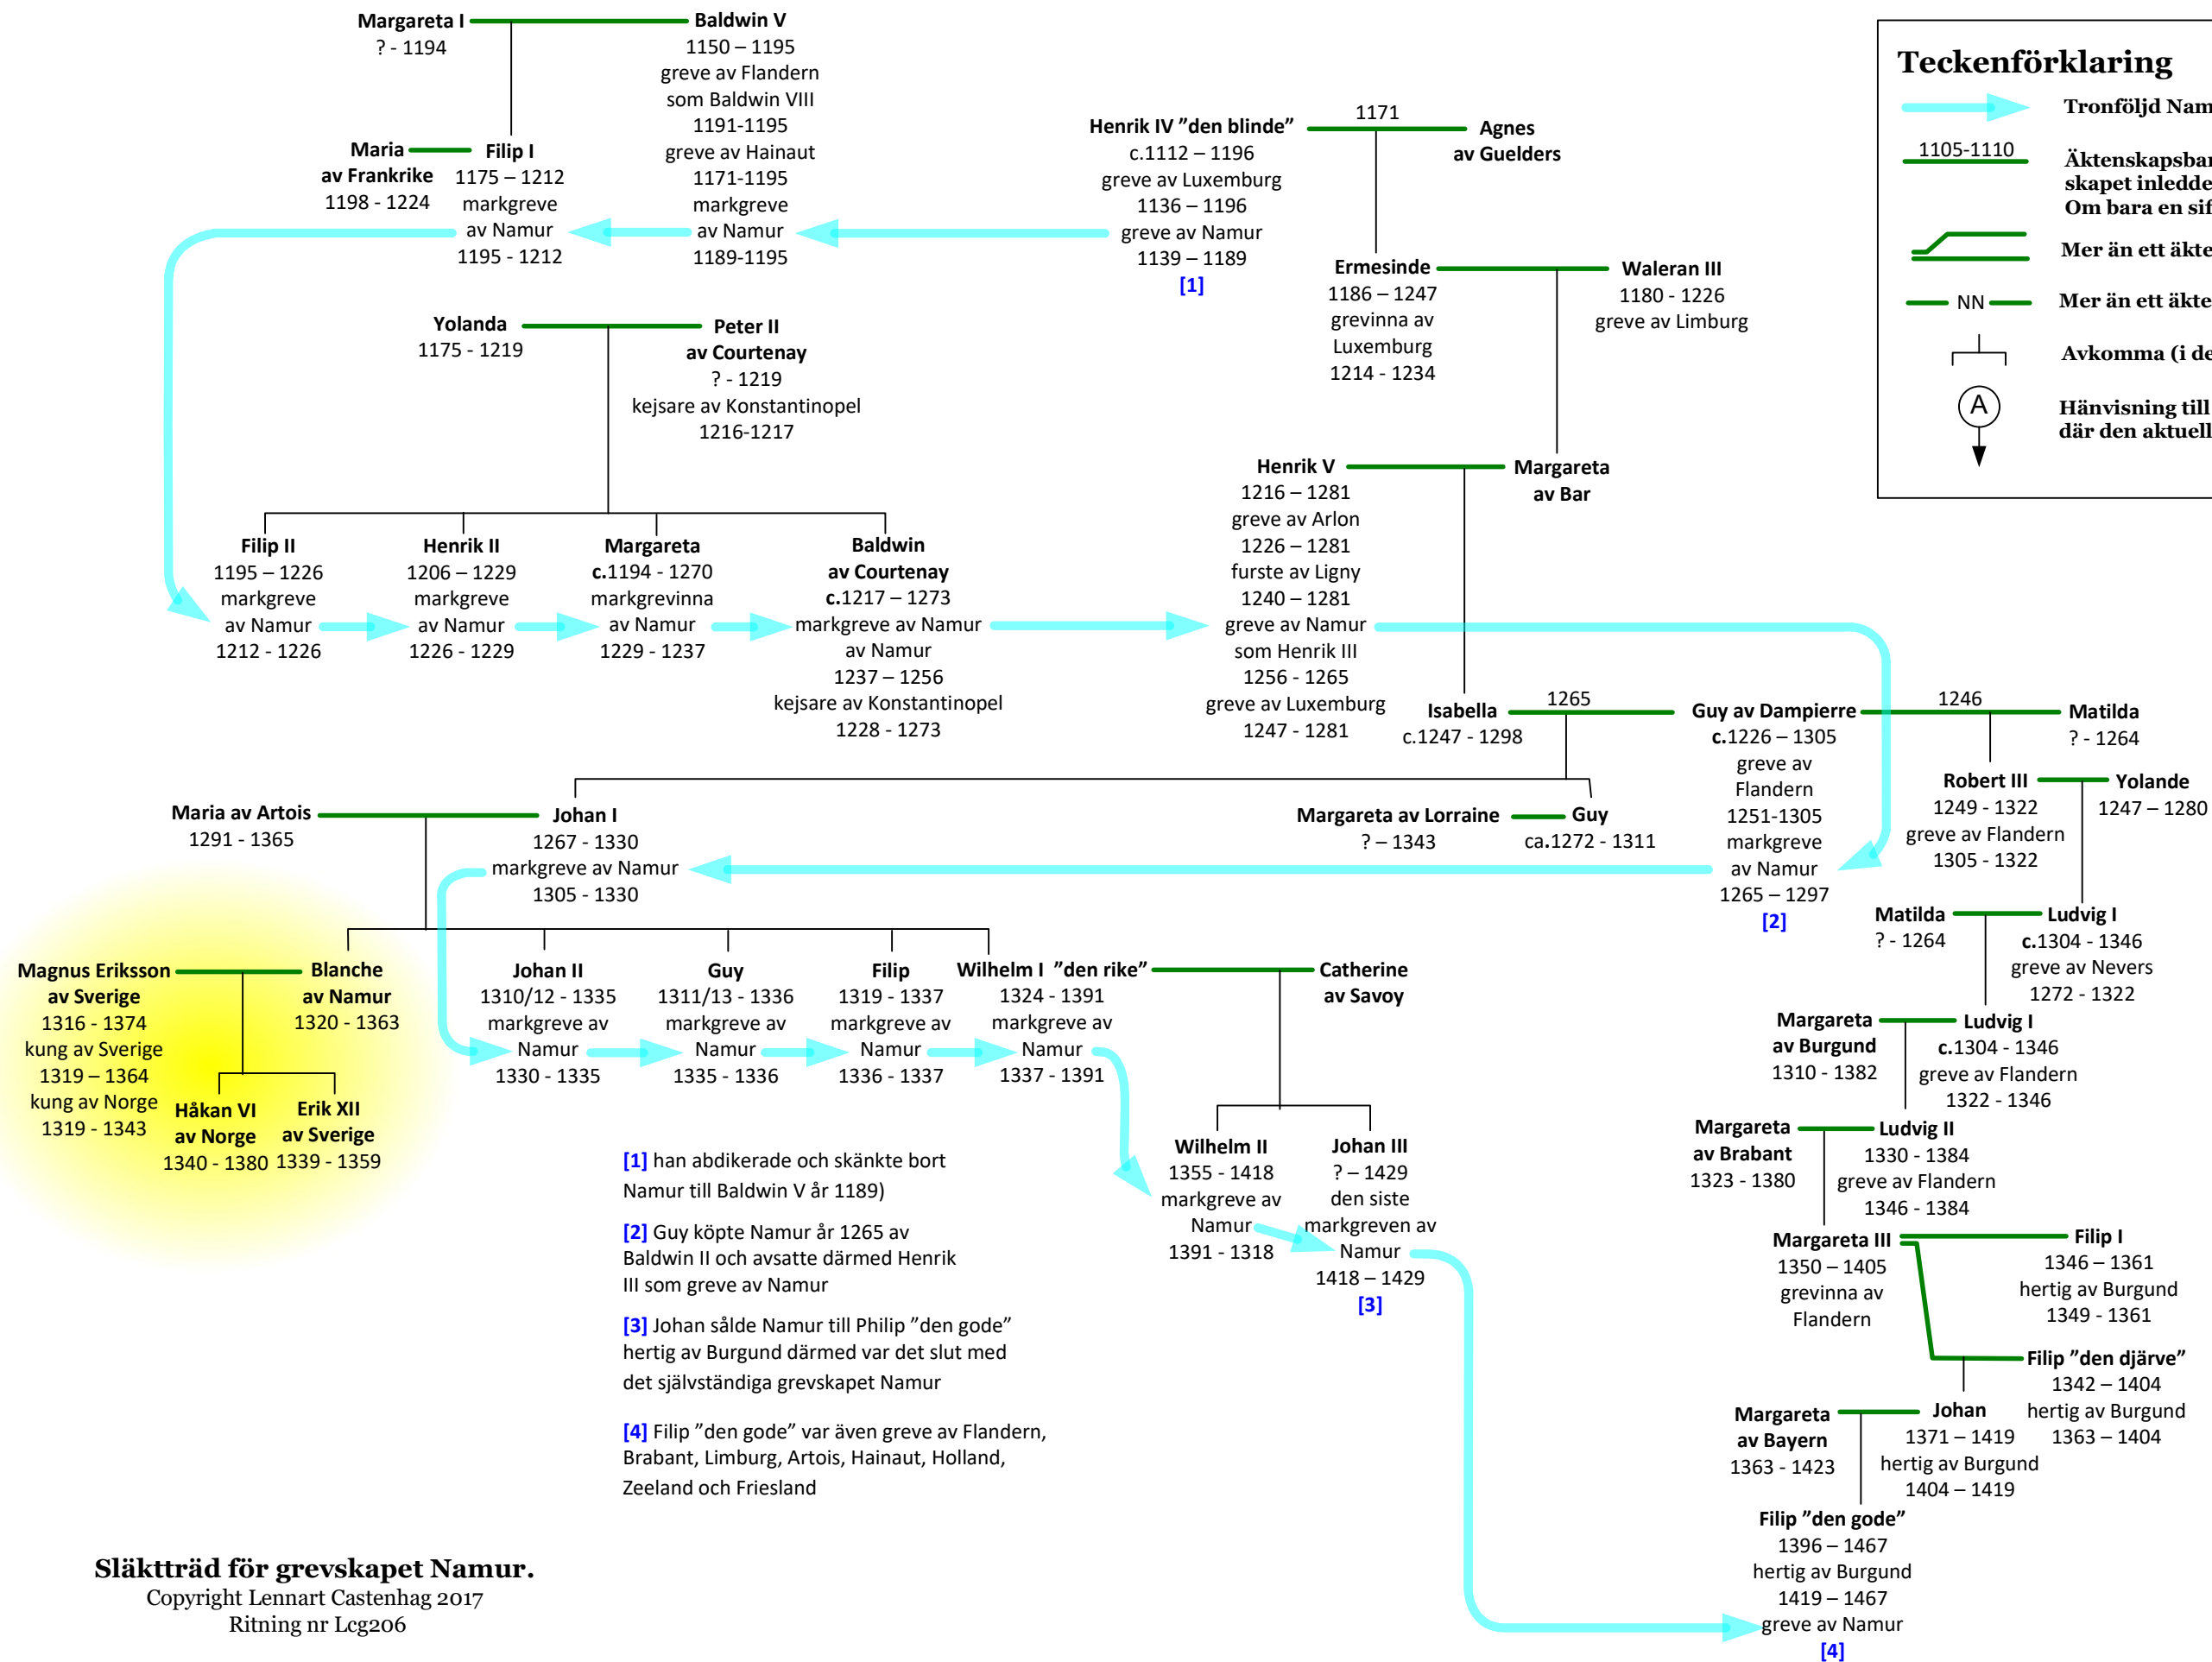 Margareta I
? - 1194
Baldwin V
1150 – 1195
greve av Flandern
som Baldwin VIII
1191-1195
greve av Hainaut
1171-1195
markgreve
av Namur
1189-1195
Maria
av Frankrike
1198 - 1224
Filip I
1175 – 1212
markgreve
av Namur
1195 - 1212
Henrik IV ”den blinde”
c.1112 – 1196
greve av Luxemburg
1136 – 1196
greve av Namur
1139 – 1189
[1]
1171
Agnes
av Guelders
Ermesinde
1186 – 1247
grevinna av
Luxemburg
1214 - 1234
Waleran III
1180 - 1226
greve av Limburg
Teckenförklaring
Tronföljd Nam
1105-1110
Äktenskapsbar
skapet inledde
Om bara en sif
Mer än ett äkte
NN
Mer än ett äkte
Avkomma (i de
A
Hänvisning till
där den aktuell
Yolanda
1175 - 1219
Peter II
av Courtenay
? - 1219
kejsare av Konstantinopel
1216-1217
Filip II
1195 – 1226
markgreve
av Namur
1212 - 1226
Henrik II
1206 – 1229
markgreve
av Namur
1226 - 1229
Margareta
c.1194 - 1270
markgrevinna
av Namur
1229 - 1237
Baldwin
av Courtenay
c.1217 – 1273
markgreve av Namur
av Namur
1237 – 1256
kejsare av Konstantinopel
1228 - 1273
Henrik V
1216 – 1281
greve av Arlon
1226 – 1281
furste av Ligny
1240 – 1281
greve av Namur
som Henrik III
1256 - 1265
greve av Luxemburg
1247 - 1281
Margareta
av Bar
Isabella
c.1247 - 1298
1265
Guy av Dampierre
c.1226 – 1305
greve av
Flandern
1251-1305
markgreve
av Namur
1265 – 1297
[2]
1246
Matilda
? - 1264
Robert III
1249 - 1322
greve av Flandern
1305 - 1322
Yolande
1247 – 1280
Maria av Artois
1291 - 1365
Johan I
1267 - 1330
markgreve av Namur
1305 - 1330
Margareta av Lorraine
? – 1343
Guy
ca.1272 - 1311
Matilda
? - 1264
Ludvig I
c.1304 - 1346
greve av Nevers
1272 - 1322
Magnus Eriksson
av Sverige
1316 - 1374
kung av Sverige
1319 – 1364
kung av Norge
1319 - 1343
Blanche
av Namur
1320 - 1363
Håkan VI
av Norge
1340 - 1380
Erik XII
av Sverige
1339 - 1359
Johan II
1310/12 - 1335
markgreve av
Namur
1330 - 1335
Guy
1311/13 - 1336
markgreve av
Namur
1335 - 1336
Filip
1319 - 1337
markgreve av
Namur
1336 - 1337
Wilhelm I ”den rike”
1324 - 1391
markgreve av
Namur
1337 - 1391
Catherine
av Savoy
Margareta
av Burgund
1310 - 1382
Ludvig I
c.1304 - 1346
greve av Flandern
1322 - 1346
Wilhelm II
1355 - 1418
markgreve av
Namur
1391 - 1318
Johan III
? – 1429
den siste
markgreven av
Namur
1418 – 1429
[3]
Margareta
av Brabant
1323 - 1380
Ludvig II
1330 - 1384
greve av Flandern
1346 - 1384
Margareta III
1350 – 1405
grevinna av
Flandern
Filip I
1346 – 1361
hertig av Burgund
1349 - 1361
Filip ”den djärve”
1342 – 1404
hertig av Burgund
1363 – 1404
Margareta
av Bayern
1363 - 1423
Johan
1371 – 1419
hertig av Burgund
1404 – 1419
Filip ”den gode”
1396 – 1467
hertig av Burgund
1419 – 1467
greve av Namur
[4]
[1] han abdikerade och skänkte bort
Namur till Baldwin V år 1189)
[2] Guy köpte Namur år 1265 av
Baldwin II och avsatte därmed Henrik
III som greve av Namur
[3] Johan sålde Namur till Philip ”den gode”
hertig av Burgund därmed var det slut med
det självständiga grevskapet Namur
[4] Filip ”den gode” var även greve av Flandern,
Brabant, Limburg, Artois, Hainaut, Holland,
Zeeland och Friesland
Släktträd för grevskapet Namur.
Copyright Lennart Castenhag 2017
Ritning nr Lcg206